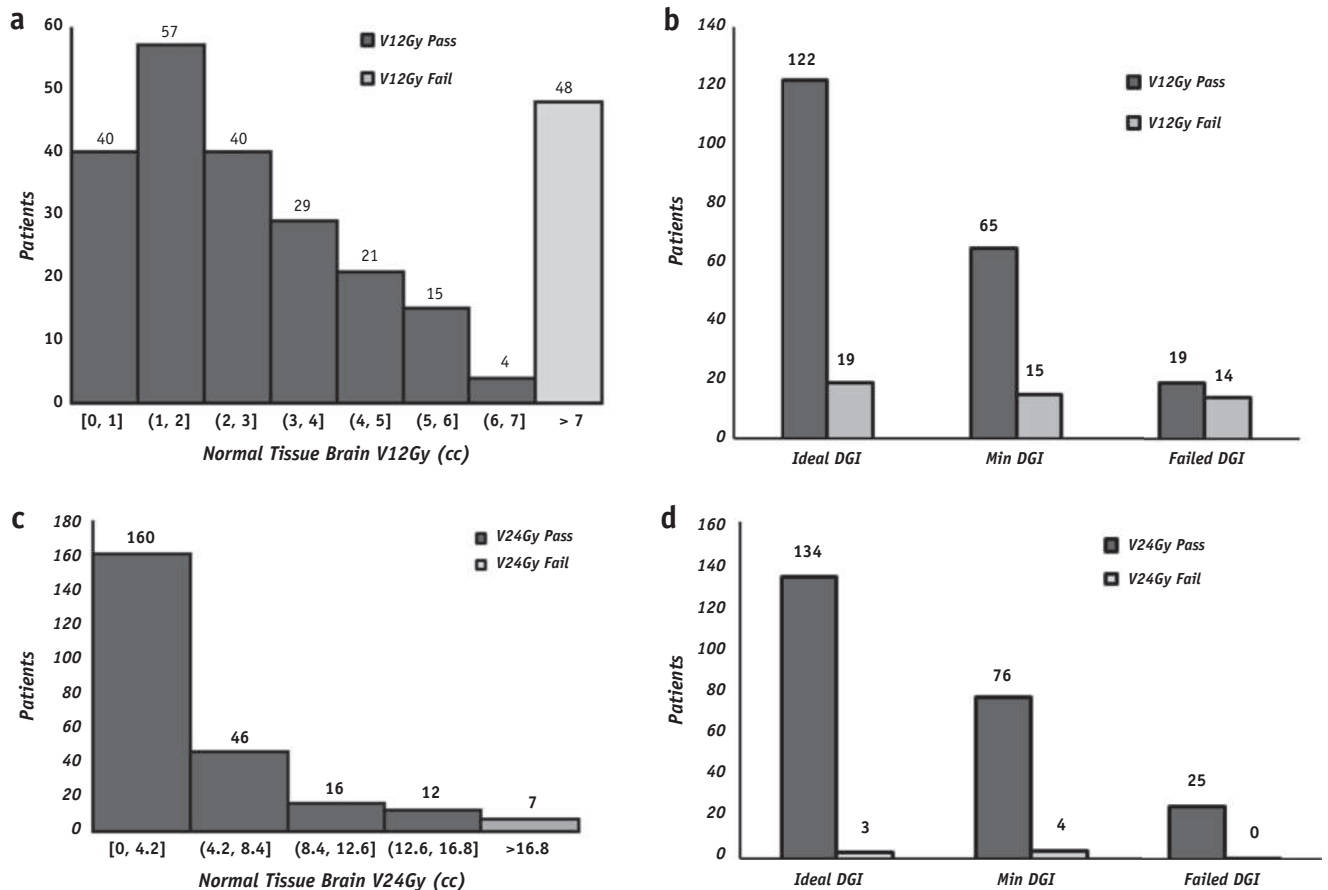 a
60
50
40
30
20
10
0
Patients
40
57
40
29
21
15
4
48
V12Gy Pass
V12Gy Fail
[0, 1] (1, 2] (2, 3] (3, 4] (4, 5] (5, 6] (6, 7] > 7
Normal Tissue Brain V12Gy (cc)
b
140
120
100
80
60
40
20
0
Patients
122
19
65
15
19
14
V12Gy Pass
V12Gy Fail
Ideal DGI Min DGI Failed DGI
c
180
160
140
120
100
80
60
40
20
0
Patients
160
46
16
12
7
V24Gy Pass
V24Gy Fail
[0, 4.2] (4.2, 8.4] (8.4, 12.6] (12.6, 16.8] >16.8
Normal Tissue Brain V24Gy (cc)
d
160
140
120
100
80
60
40
20
0
Patients
134
3
76
4
25
0
V24Gy Pass
V24Gy Fail
Ideal DGI Min DGI Failed DGI